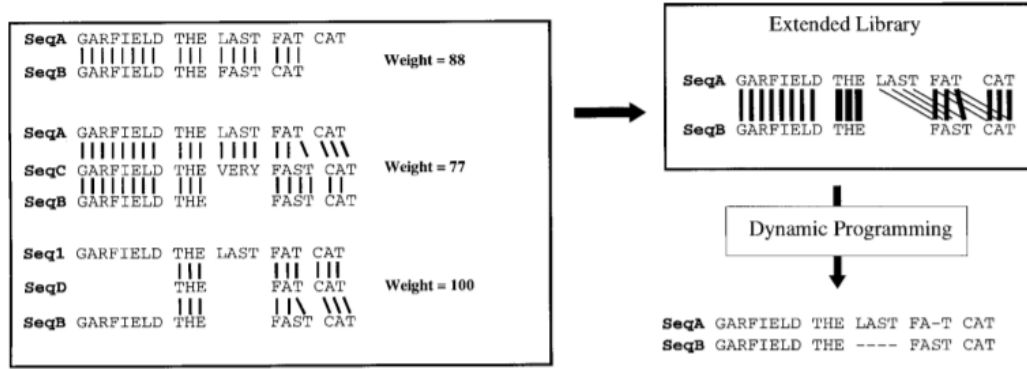 SeqA GARFIELD THE LAST FAT CAT
SeqB GARFIELD THE FAST CAT
Weight = 88
SeqA GARFIELD THE LAST FAT CAT
SeqC GARFIELD THE VERY FAST CAT
SeqB GARFIELD THE FAST CAT
Weight = 77
Seq1 GARFIELD THE LAST FAT CAT
SeqD THE FAT CAT
SeqB GARFIELD THE FAST CAT
Weight = 100
Extended Library
SeqA GARFIELD THE LAST FAT CAT
SeqB GARFIELD THE FAST CAT
Dynamic Programming
SeqA GARFIELD THE LAST FA-T CAT
SeqB GARFIELD THE ---- FAST CAT